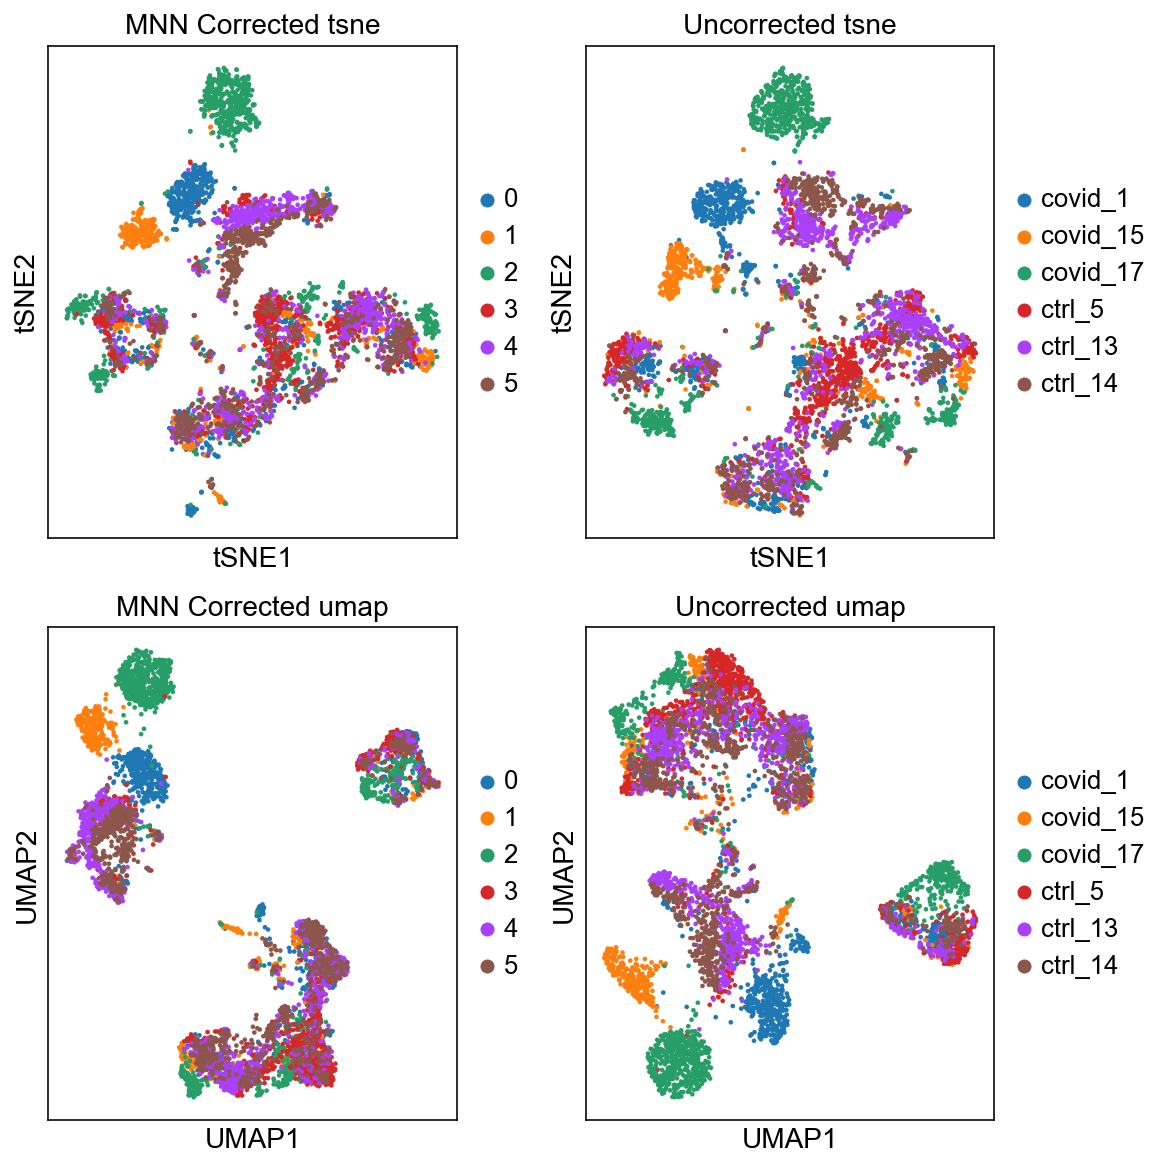 MNN Corrected tsne
tSNE2
tSNE1
0
1
2
3
4
5
Uncorrected tsne
tSNE2
tSNE1
covid_1
covid_15
covid_17
ctrl_5
ctrl_13
ctrl_14
MNN Corrected umap
UMAP2
UMAP1
0
1
2
3
4
5
Uncorrected umap
UMAP2
UMAP1
covid_1
covid_15
covid_17
ctrl_5
ctrl_13
ctrl_14